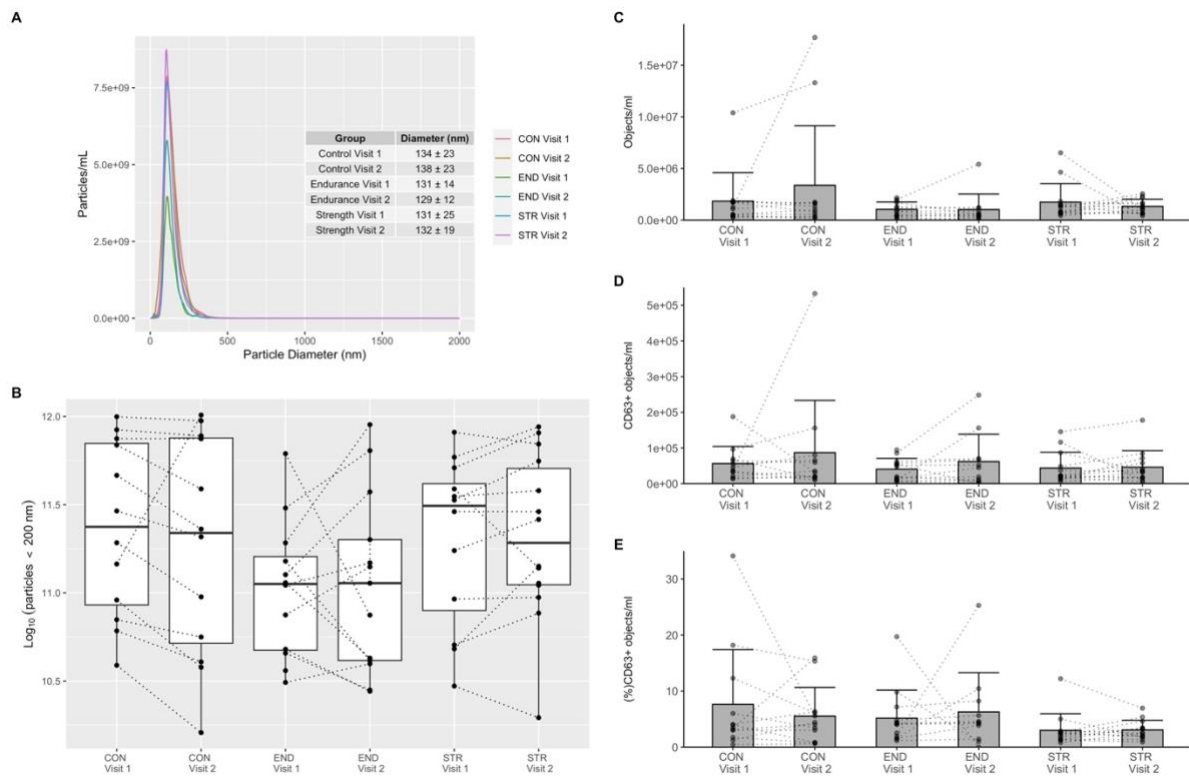 A
Particles/mL
7.5e+09
5.0e+09
2.5e+09
0.0e+00
Group Diameter (nm)
Control Visit 1 134 ± 23
Control Visit 2 138 ± 23
Endurance Visit 1 131 ± 14
Endurance Visit 2 129 ± 12
Strength Visit 1 131 ± 25
Strength Visit 2 132 ± 19
CON Visit 1
CON Visit 2
END Visit 1
END Visit 2
STR Visit 1
STR Visit 2
0 500 1000 1500 2000
Particle Diameter (nm)
B
Log₁₀ (particles < 200 nm)
12.0
11.5
11.0
10.5
CON CON END END STR STR
Visit 1 Visit 2 Visit 1 Visit 2 Visit 1 Visit 2
C
Objects/ml
1.5e+07
1.0e+07
5.0e+06
0.0e+00
CON CON END END STR STR
Visit 1 Visit 2 Visit 1 Visit 2 Visit 1 Visit 2
D
CD63+ objects/ml
5e+05
4e+05
3e+05
2e+05
1e+05
0e+00
CON CON END END STR STR
Visit 1 Visit 2 Visit 1 Visit 2 Visit 1 Visit 2
E
(%)CD63+ objects/ml
30
20
10
0
CON CON END END STR STR
Visit 1 Visit 2 Visit 1 Visit 2 Visit 1 Visit 2